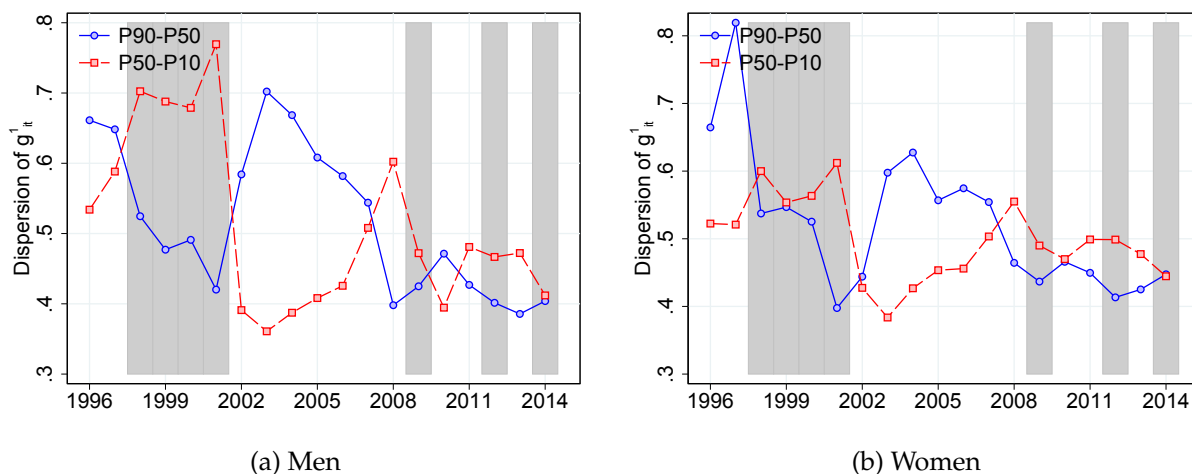 P90-P50
P50-P10
Dispersion of g¹ᵢₜ
.8
.7
.6
.5
.4
.3
1996 1999 2002 2005 2008 2011 2014
(a) Men
P90-P50
P50-P10
Dispersion of g¹ᵢₜ
.8
.7
.6
.5
.4
.3
1996 1999 2002 2005 2008 2011 2014
(b) Women